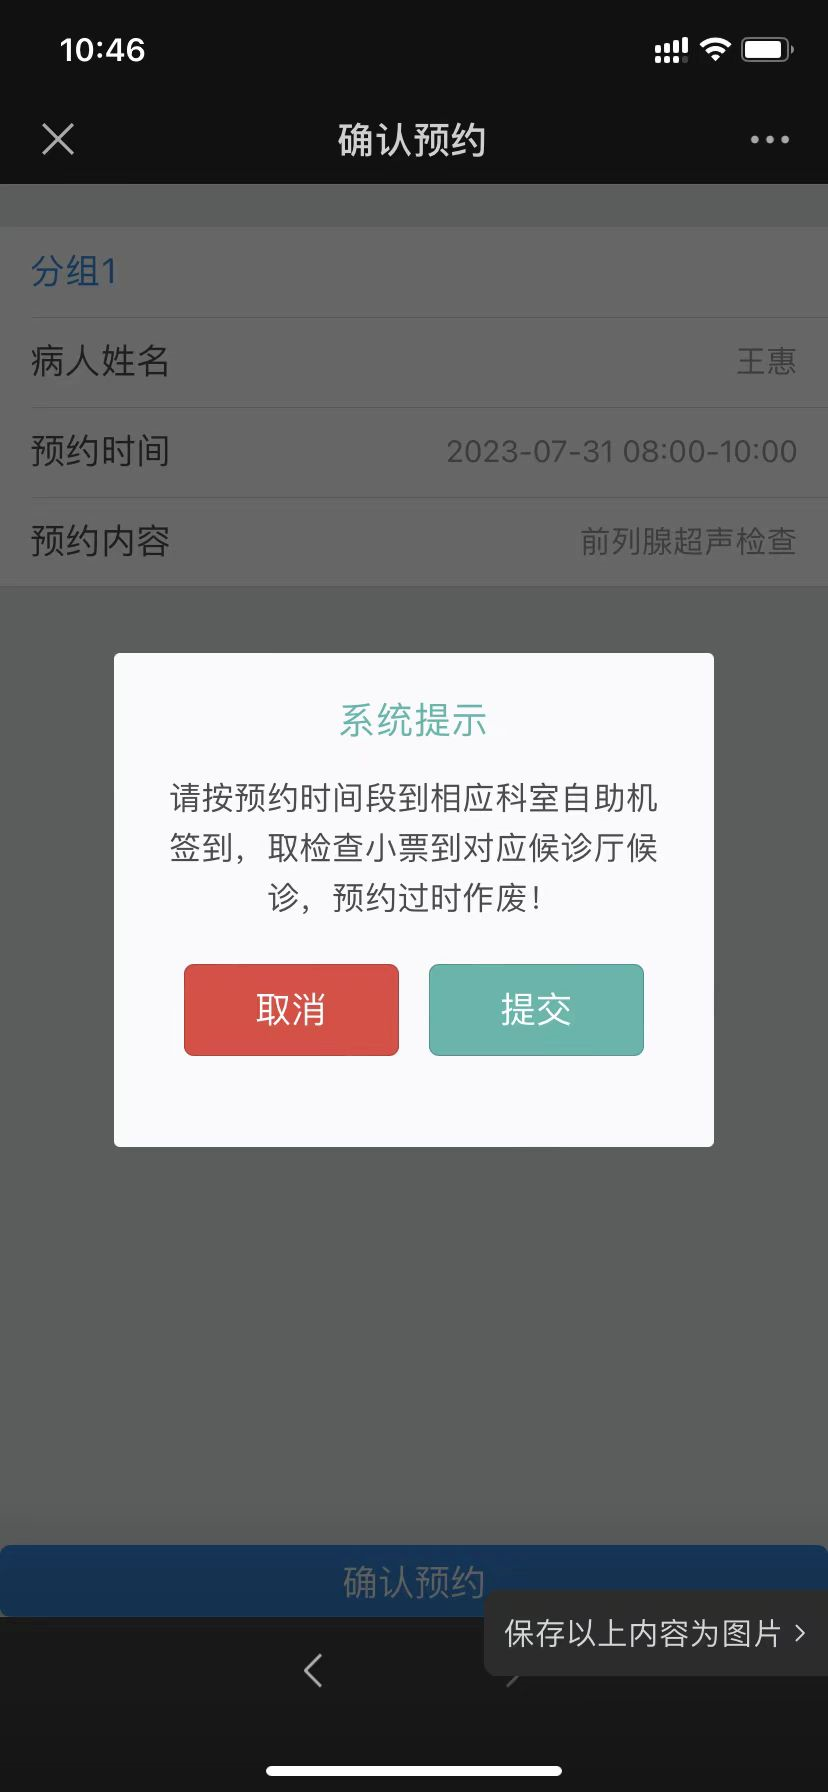 10:46
确认预约
分组1
病人姓名 王惠
预约时间 2023-07-31 08:00-10:00
预约内容 前列腺超声检查
系统提示
请按预约时间段到相应科室自助机
签到，取检查小票到对应候诊厅候
诊，预约过时作废！
取消 提交
确认预约
保存以上内容为图片